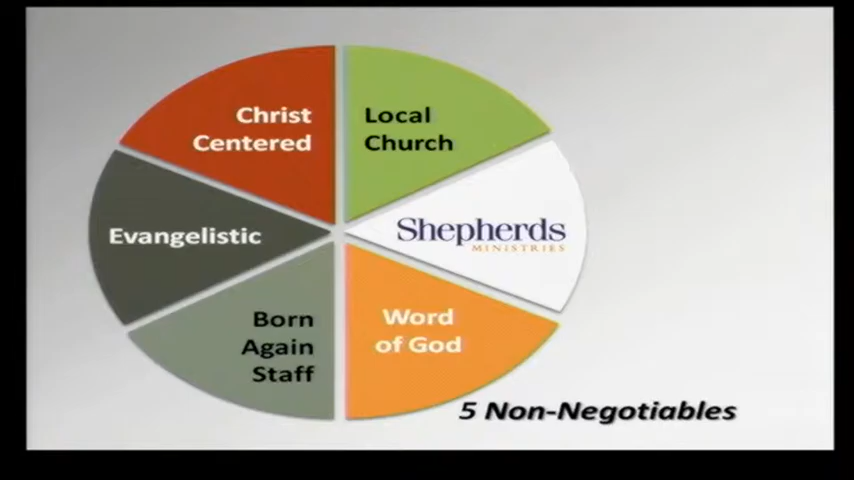 Christ
Centered
Local
Church
Evangelistic
Shepherds
MINISTRIES
Born
Again
Staff
Word
of God
5 Non-Negotiables